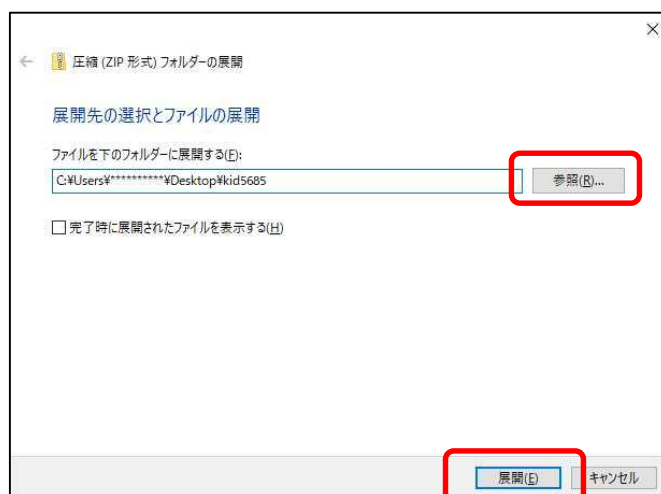 圧縮 (ZIP 形式) フォルダーの展開
展開先の選択とファイルの展開
ファイルを下のフォルダーに展開する(F):
C:¥Users¥**********¥Desktop¥kid5685
参照(R)...
完了時に展開されたファイルを表示する(H)
展開(E)
キャンセル